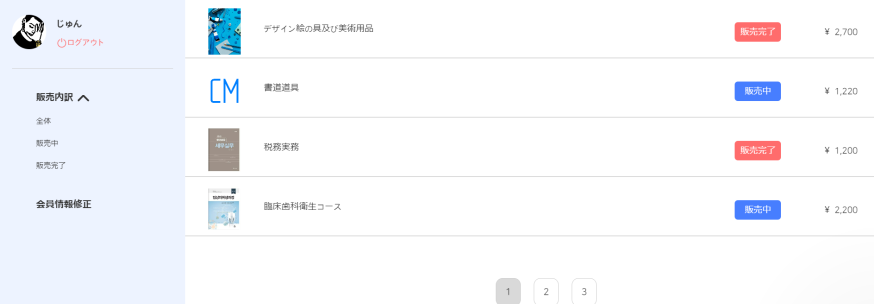 じゅん
ログアウト
販売内訳
全体
販売中
販売完了
会員情報修正
デザイン絵の具及び美術用品
販売完了
¥ 2,700
CM
書道道具
販売中
¥ 1,220
세무실무
税務実務
販売完了
¥ 1,200
臨床歯科衛生コース
販売中
¥ 2,200
1
2
3